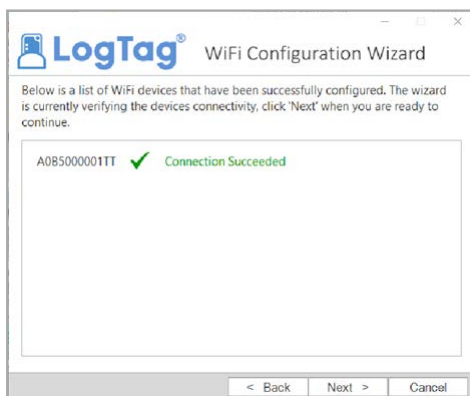 LogTag® WiFi Configuration Wizard
Below is a list of WiFi devices that have been successfully configured. The wizard
is currently verifying the devices connectivity, click 'Next' when you are ready to
continue.
A0B5000001TT ✓ Connection Succeeded
< Back Next > Cancel